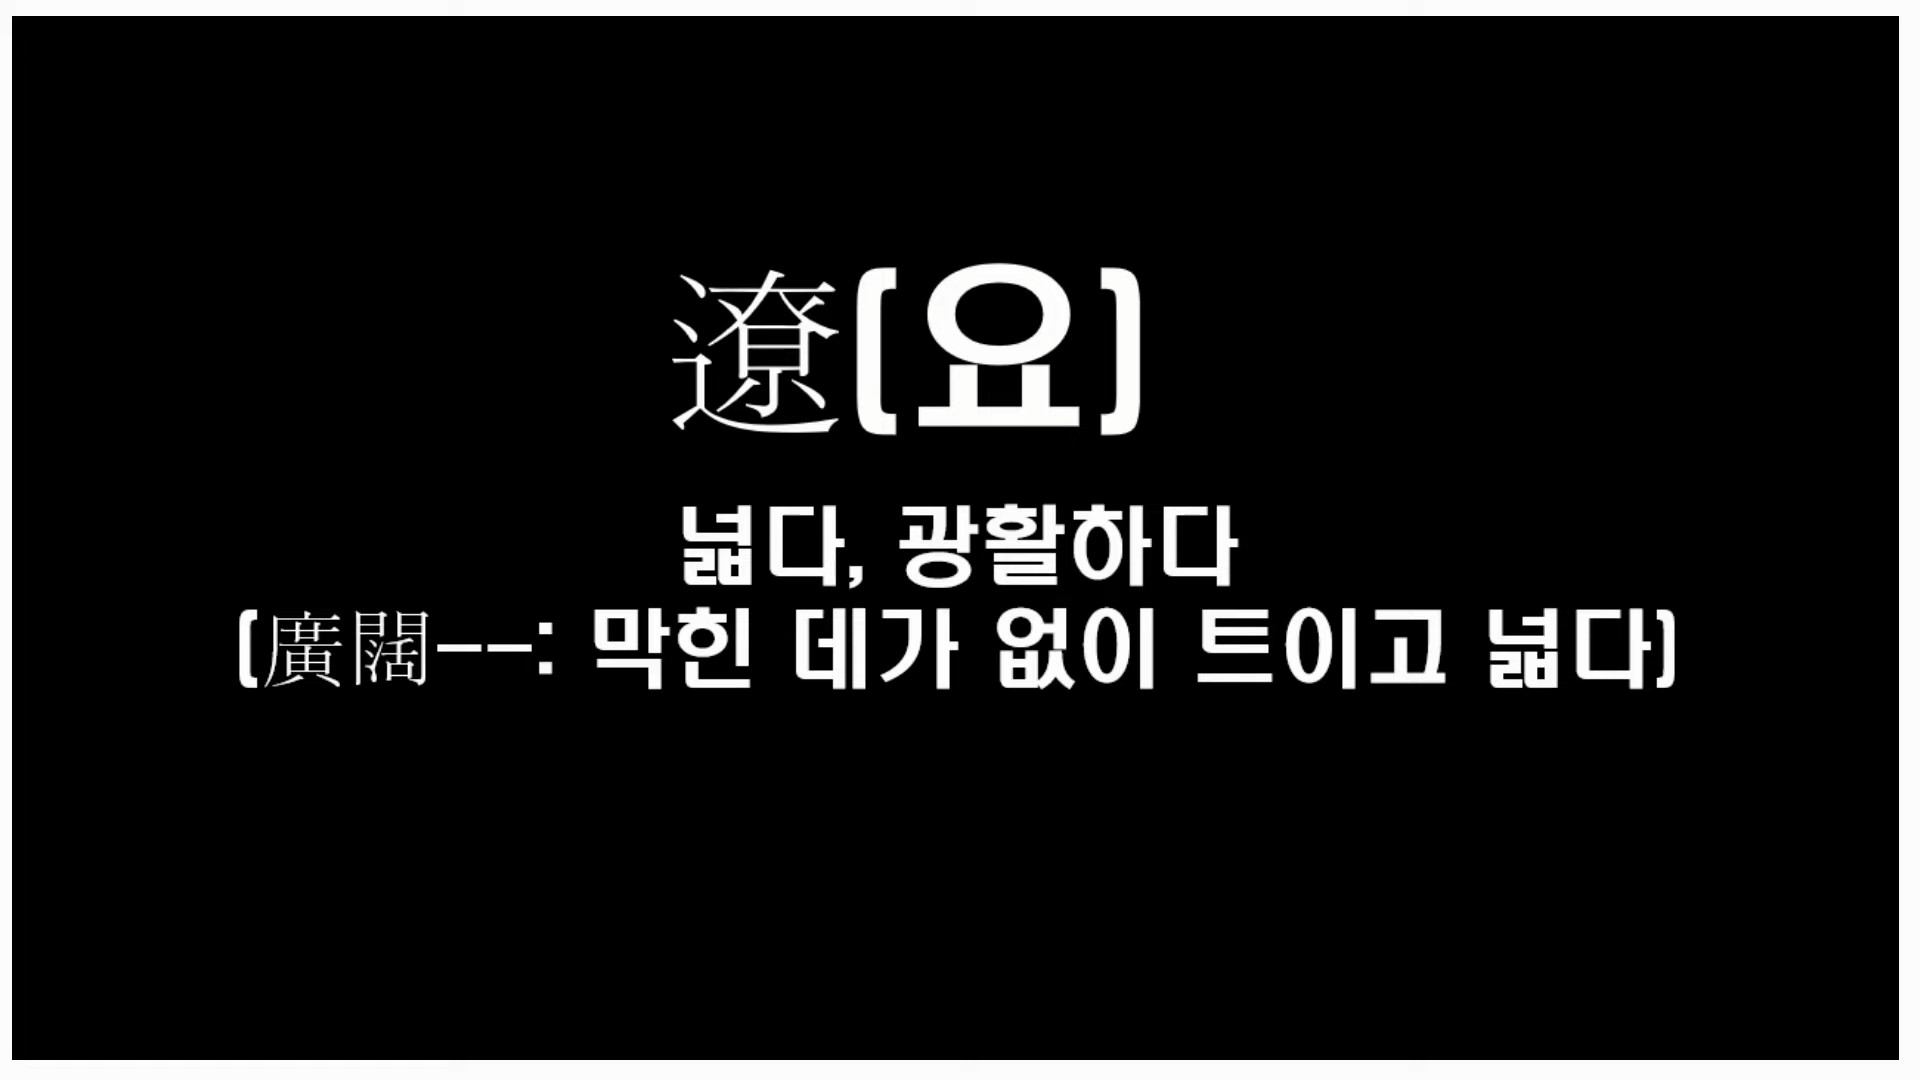 遼(요)
넓다, 광활하다
(廣闊--: 막힌 데가 없이 트이고 넓다)